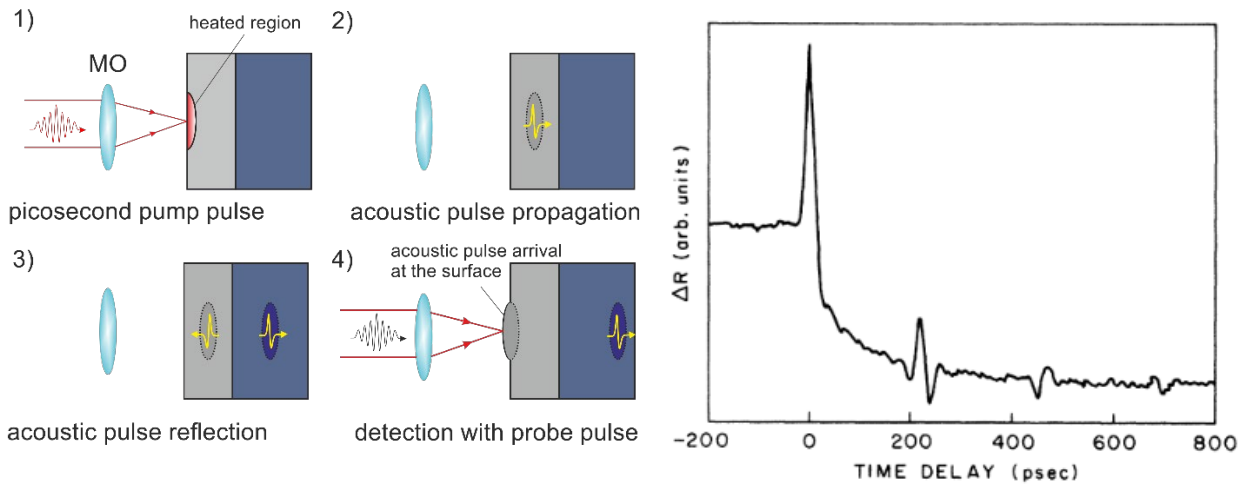 1)
heated region
MO
picosecond pump pulse
2)
acoustic pulse propagation
3)
acoustic pulse reflection
4)
acoustic pulse arrival
at the surface
detection with probe pulse
ΔR (arb. units)
-200 0 200 400 600 800
TIME DELAY (psec)